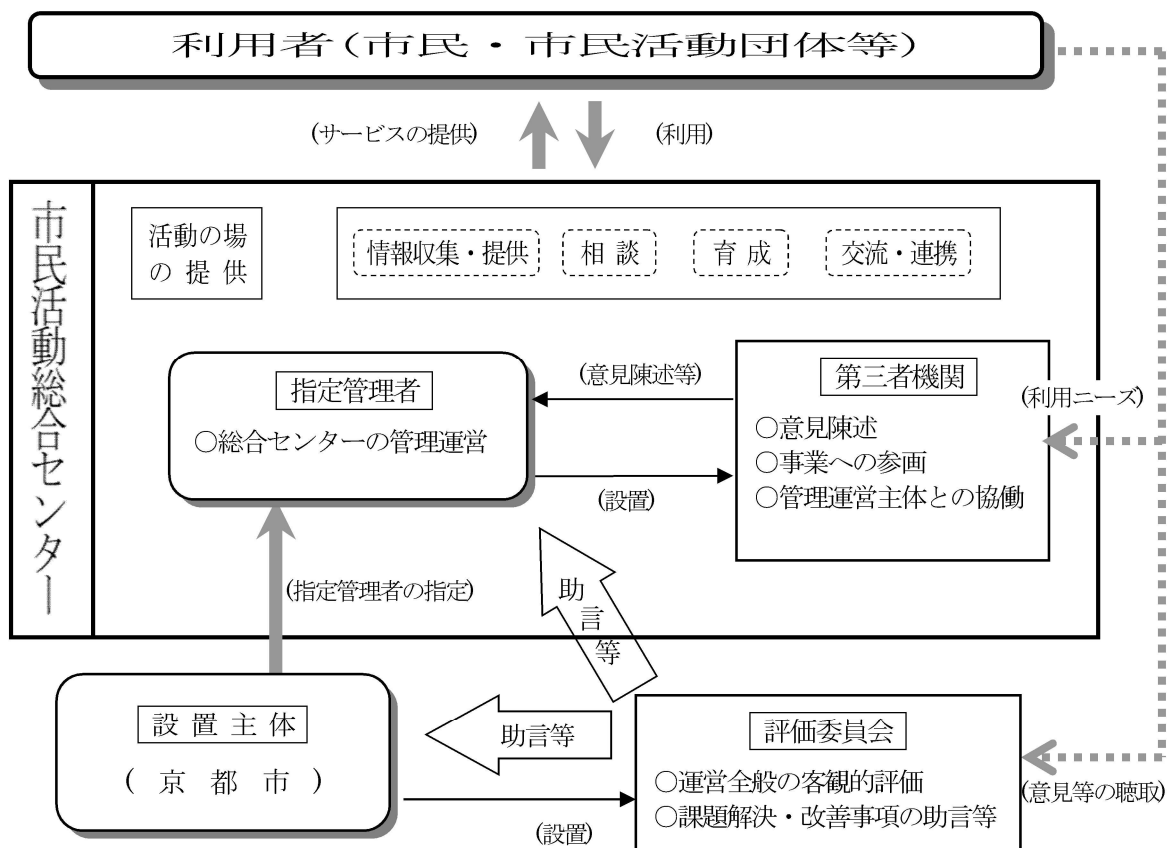 利用者(市民・市民活動団体等)
(サービスの提供)
(利用)
市民活動総合センター
活動の場
の提供
情報収集・提供
相談
育成
交流・連携
指定管理者
○総合センターの管理運営
(意見陳述等)
(設置)
第三者機関
○意見陳述
○事業への参画
○管理運営主体との協働
(利用ニーズ)
(指定管理者の指定)
助言等
設置主体
(京都市)
助言等
(設置)
評価委員会
○運営全般の客観的評価
○課題解決・改善事項の助言等
(意見等の聴取)